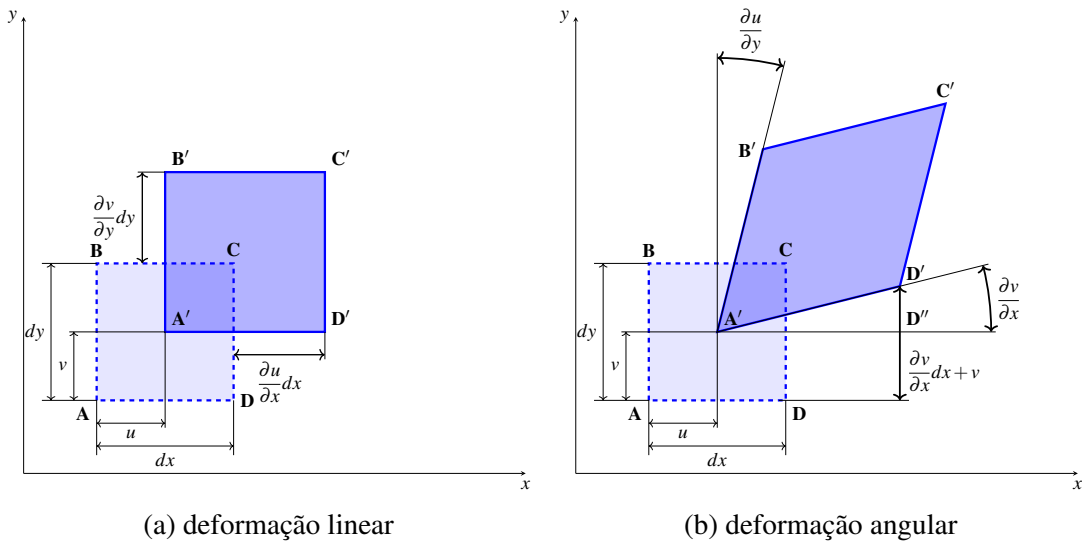 y
B′
C′
∂v/∂y dy
B
C
A′
D′
dy
v
∂u/∂x dx
A
D
u
dx
x
(a) deformação linear
y
∂u/∂y
C′
B′
B
C
D′
A′
D′′
∂v/∂x
dy
v
∂v/∂x dx + v
A
D
u
dx
x
(b) deformação angular